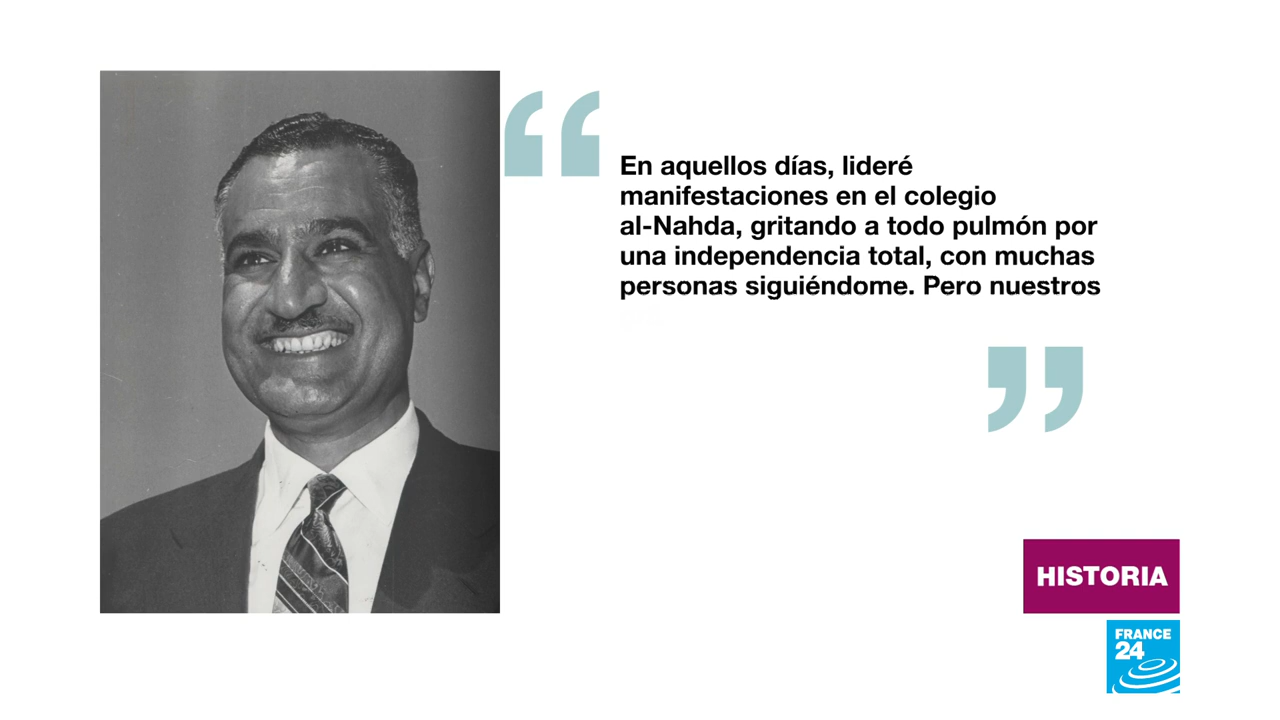 En aquellos días, lideré
manifestaciones en el colegio
al-Nahda, gritando a todo pulmón por
una independencia total, con muchas
personas siguiéndome. Pero nuestros
HISTORIA
FRANCE
24